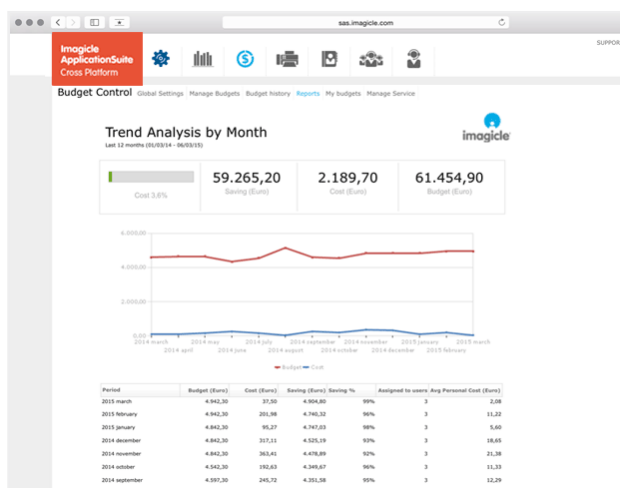 sas.imagicle.com
SUPPOR
Imagicle
ApplicationSuite
Cross Platform
Budget Control Global Settings Manage Budgets Budget history Reports My budgets Manage Service
Trend Analysis by Month
Last 12 months (01/03/14 - 06/03/15)
imagicle
59.265,20 2.189,70 61.454,90
Cost 3,6% Saving (Euro) Cost (Euro) Budget (Euro)
6.000,00
4.000,00
2.000,00
0.00
2014 march 2014 may 2014 july 2014 september 2014 november 2015 january 2015 march
2014 april 2014 june 2014 august 2014 october 2014 december 2015 february
Budget Cost
Period Budget (Euro) Cost (Euro) Saving (Euro) Saving % Assigned to users Avg Personal Cost (Euro)
2015 march 4.942,30 37,50 4.904,80 99% 3 2,08
2015 february 4.942,30 201,98 4.740,32 96% 3 11,22
2015 january 4.842,30 95,27 4.747,03 98% 3 5,60
2014 december 4.842,30 317,11 4.525,19 93% 3 18,65
2014 november 4.842,30 363,41 4.478,89 92% 3 21,38
2014 october 4.542,30 192,63 4.349,67 96% 3 11,33
2014 september 4.597,30 245,72 4.351,58 95% 3 12,29